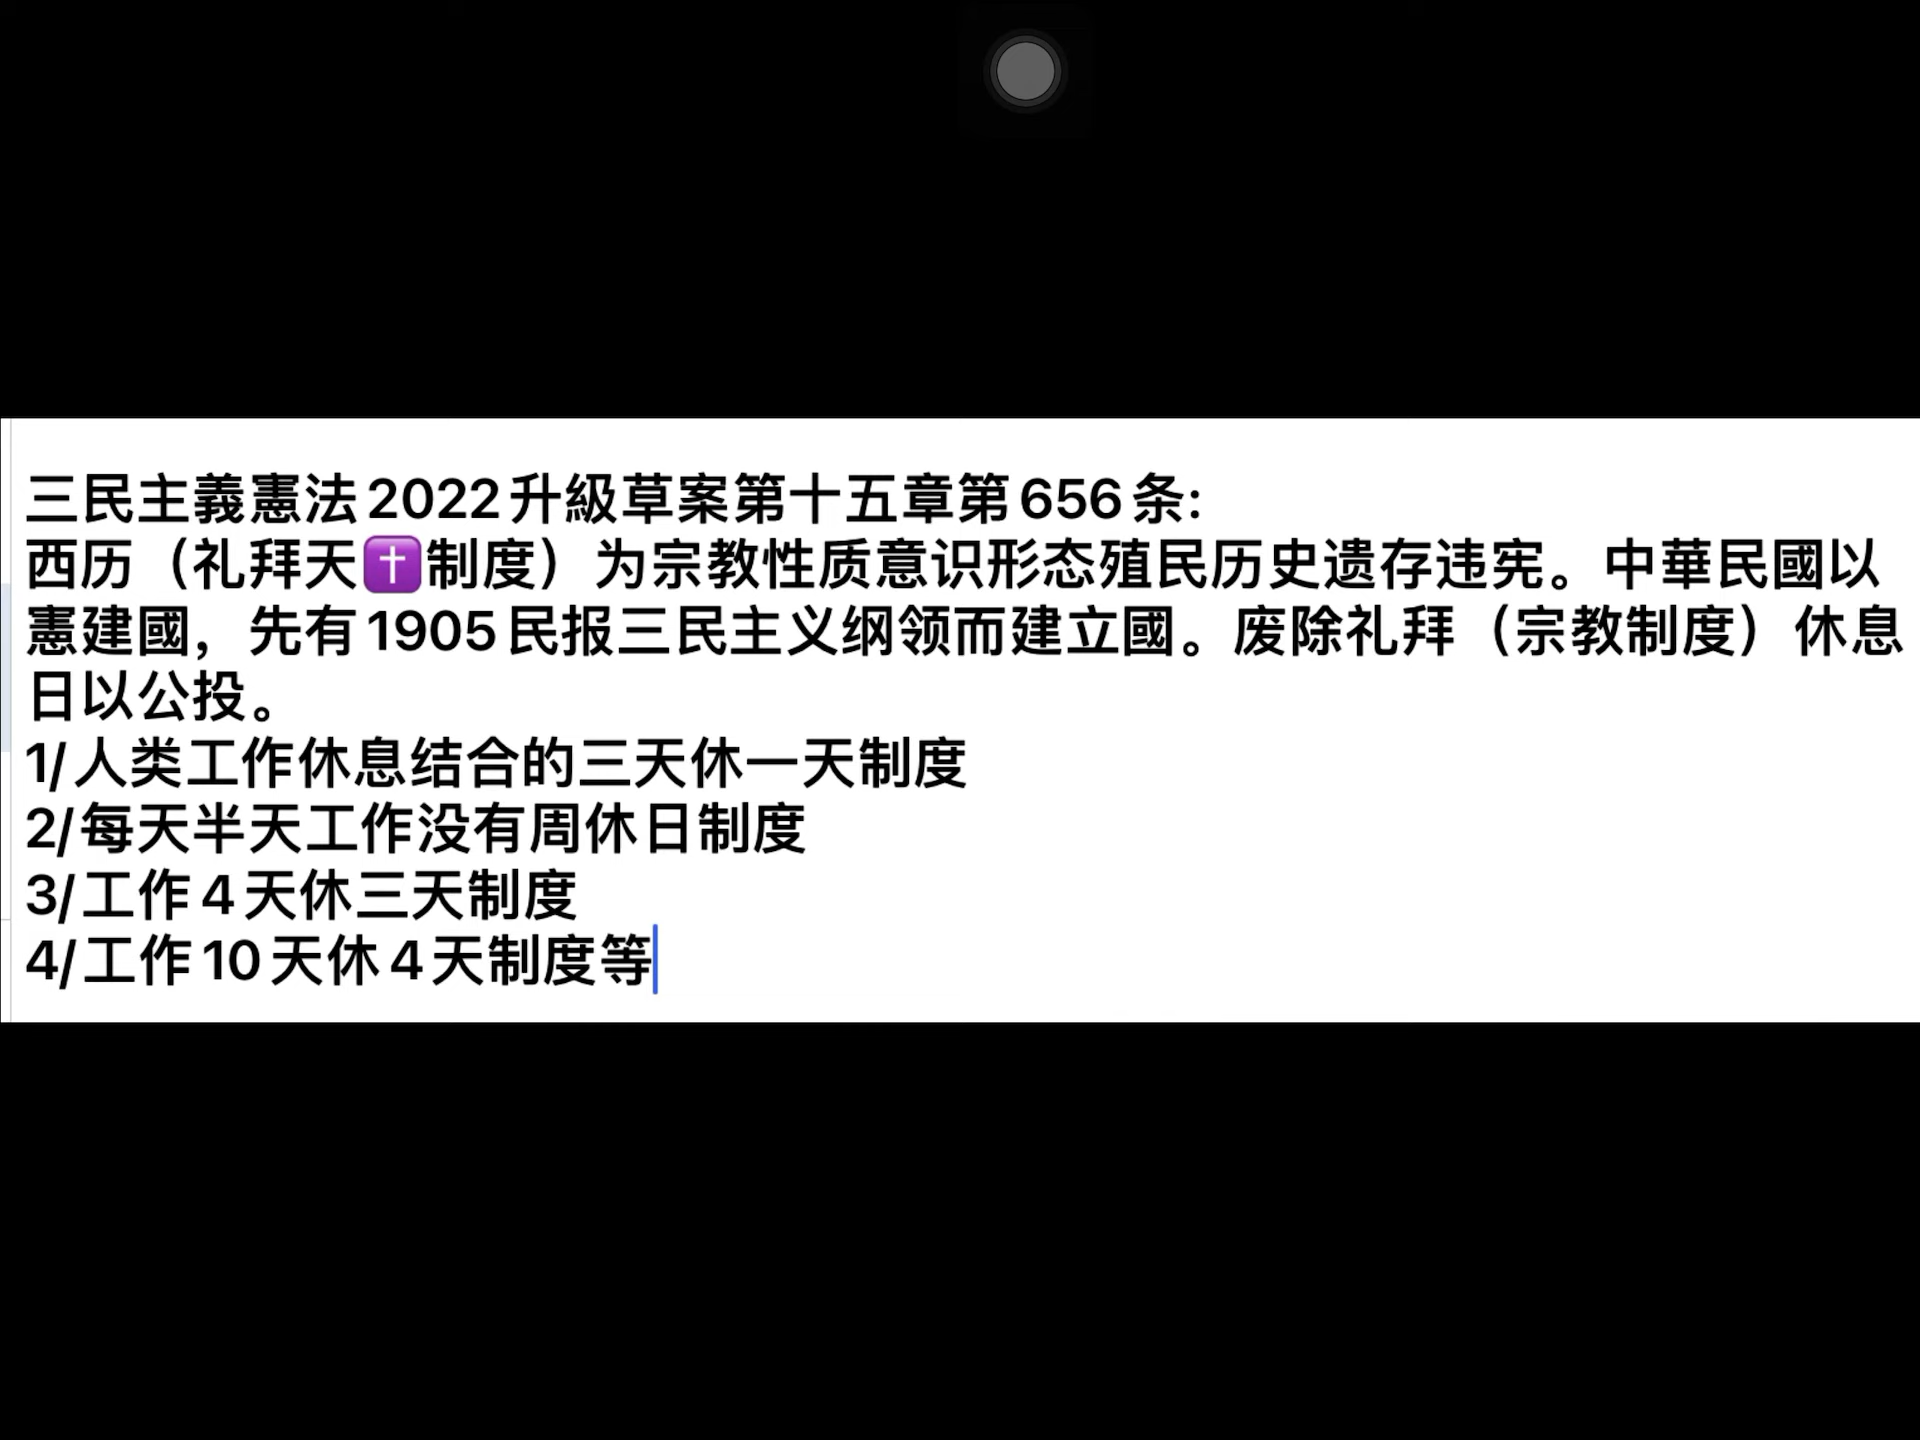 三民主義憲法2022升級草案第十五章第656条:
西历（礼拜天✝️制度）为宗教性质意识形态殖民历史遗存违宪。中華民國以
憲建國，先有1905民报三民主义纲领而建立國。废除礼拜（宗教制度）休息
日以公投。
1/人类工作休息结合的三天休一天制度
2/每天半天工作没有周休日制度
3/工作4天休三天制度
4/工作10天休4天制度等